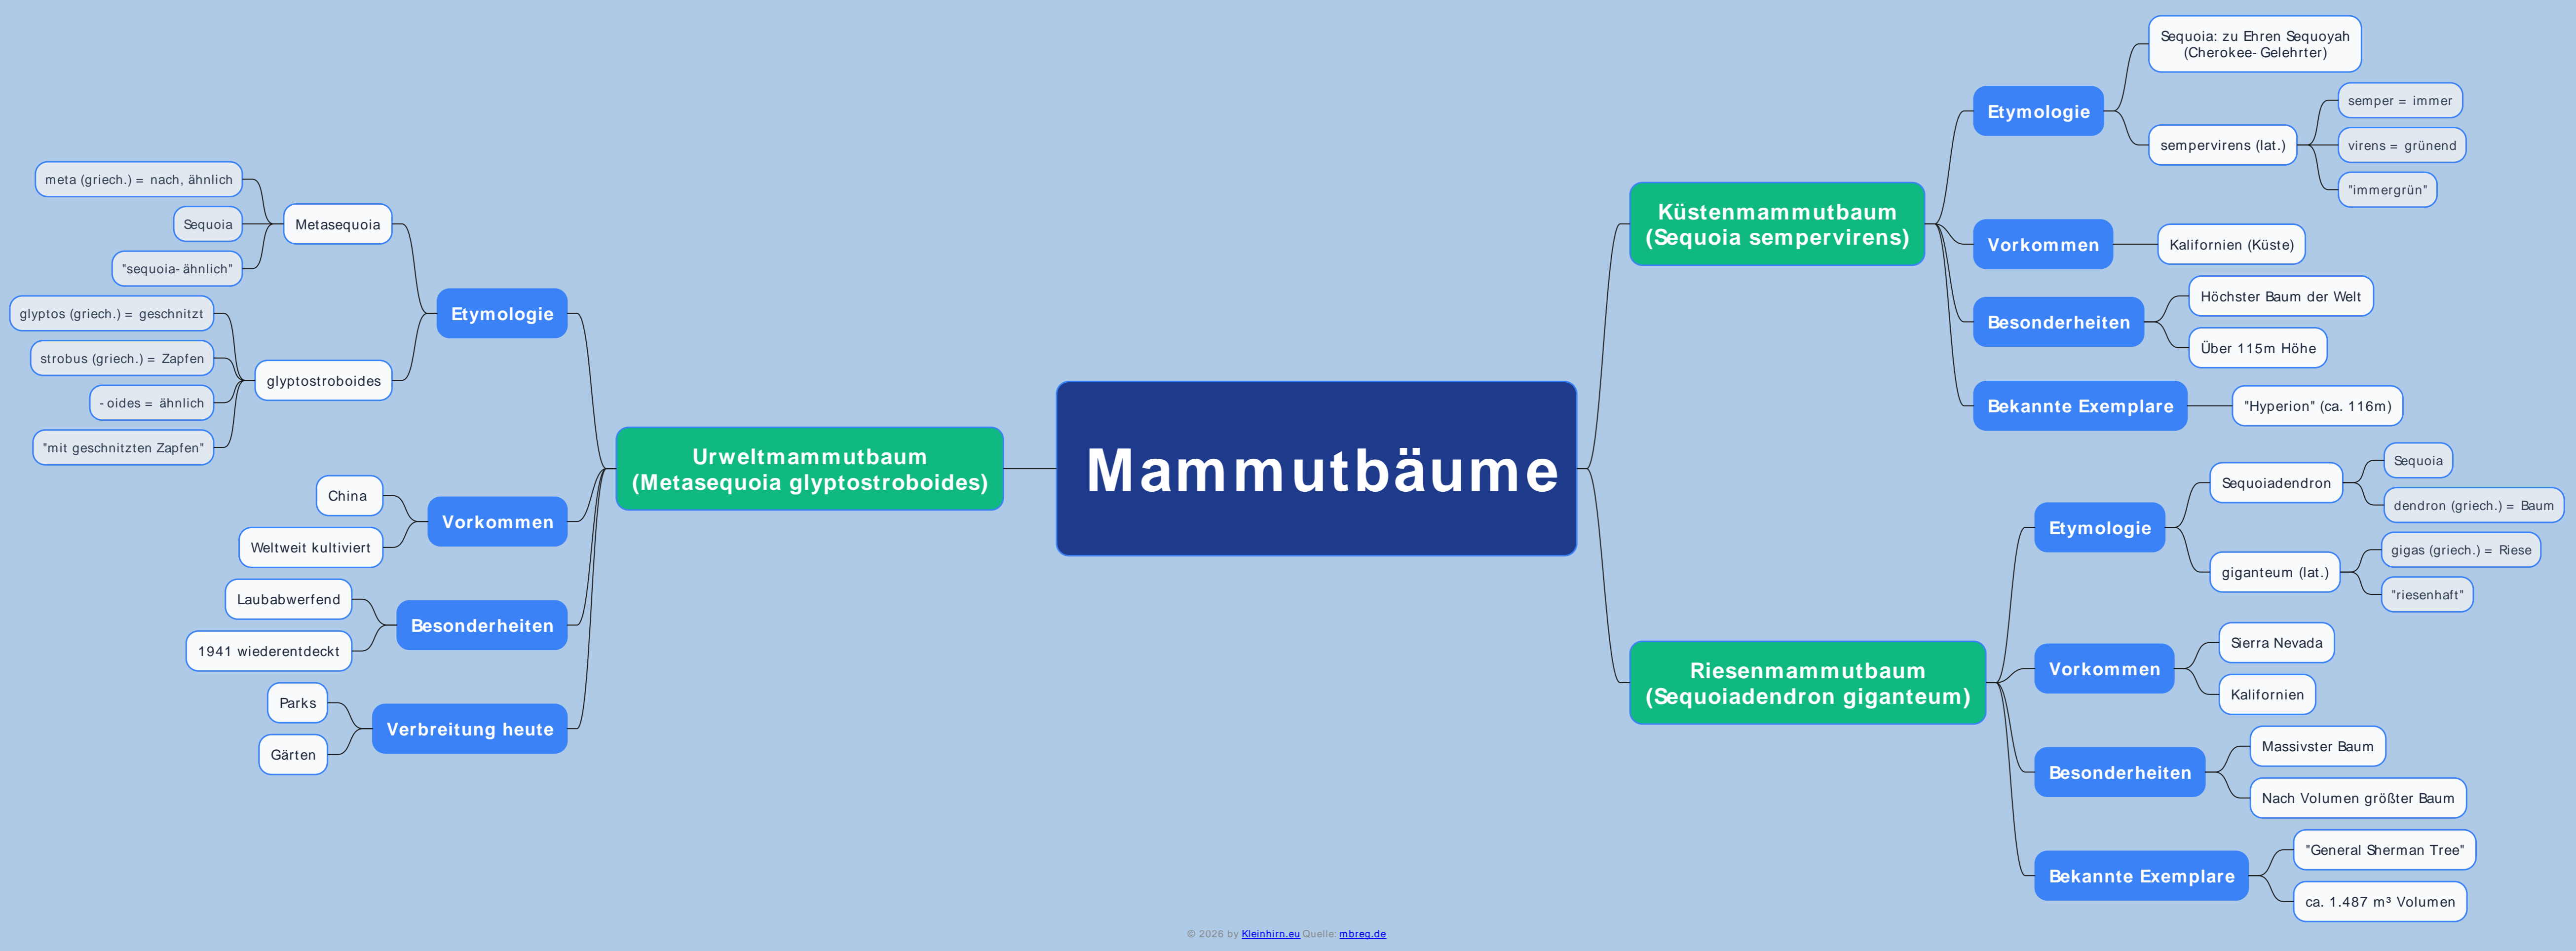 Mammutbäume
Küstenmammutbaum
(Sequoia sempervirens)
Etymologie
Sequoia: zu Ehren Sequoyah
(Cherokee-Gelehrter)
sempervirens (lat.)
semper = immer
virens = grünend
"immergrün"
Vorkommen
Kalifornien (Küste)
Besonderheiten
Höchster Baum der Welt
Über 115m Höhe
Bekannte Exemplare
"Hyperion" (ca. 116m)
Riesenmammutbaum
(Sequoiadendron giganteum)
Etymologie
Sequoiadendron
Sequoia
dendron (griech.) = Baum
giganteum (lat.)
gigas (griech.) = Riese
"riesenhaft"
Vorkommen
Sierra Nevada
Kalifornien
Besonderheiten
Massivster Baum
Nach Volumen größter Baum
Bekannte Exemplare
"General Sherman Tree"
ca. 1.487 m³ Volumen
Urweltmammutbaum
(Metasequoia glyptostroboides)
Etymologie
Metasequoia
meta (griech.) = nach, ähnlich
Sequoia
"sequoia-ähnlich"
glyptostroboides
glyptos (griech.) = geschnitzt
strobus (griech.) = Zapfen
-oides = ähnlich
"mit geschnitzten Zapfen"
Vorkommen
China
Weltweit kultiviert
Besonderheiten
Laubabwerfend
1941 wiederentdeckt
Verbreitung heute
Parks
Gärten
© 2026 by Kleinhirn.eu Quelle: mbreg.de